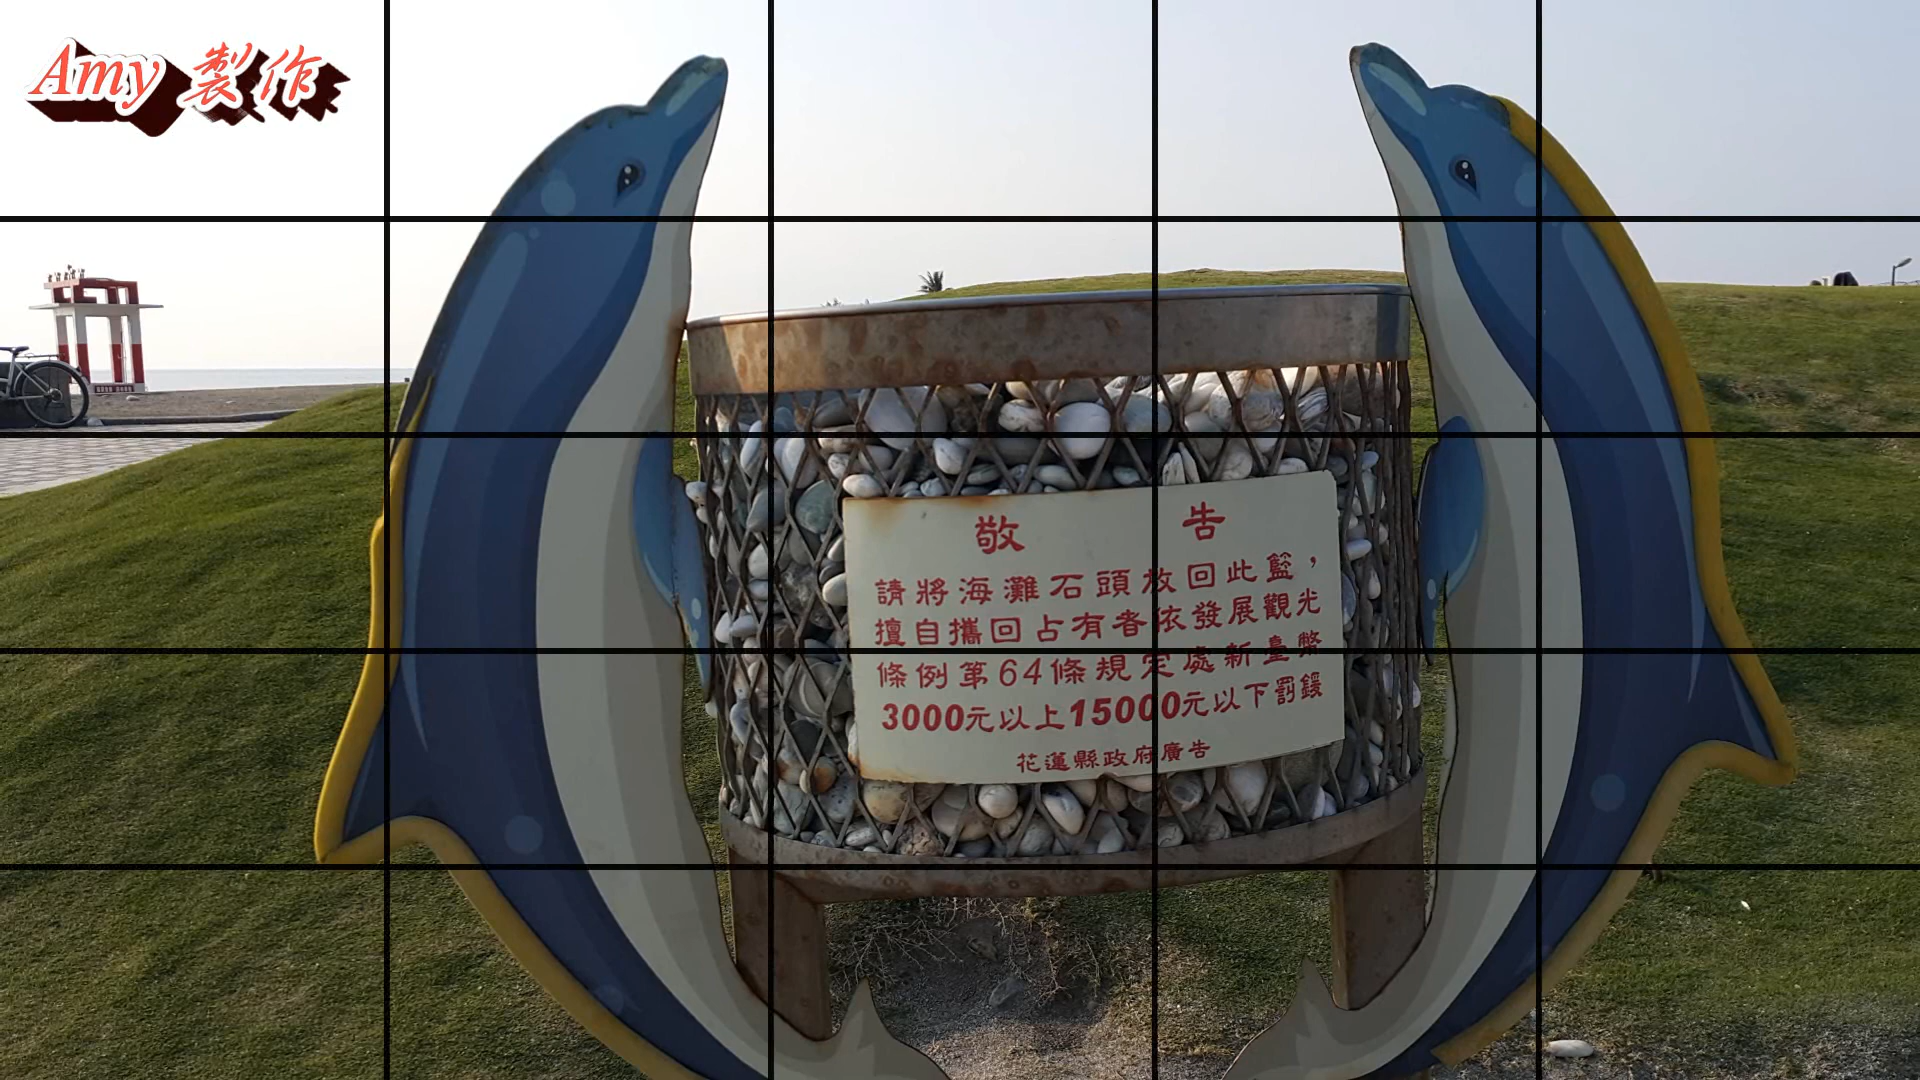 Amy 製作
敬 告
請將海灘石頭放回此籃，
擅自攜回占有者依發展觀光
條例第64條規定處新臺幣
3000元以上15000元以下罰鍰
花蓮縣政府廣告